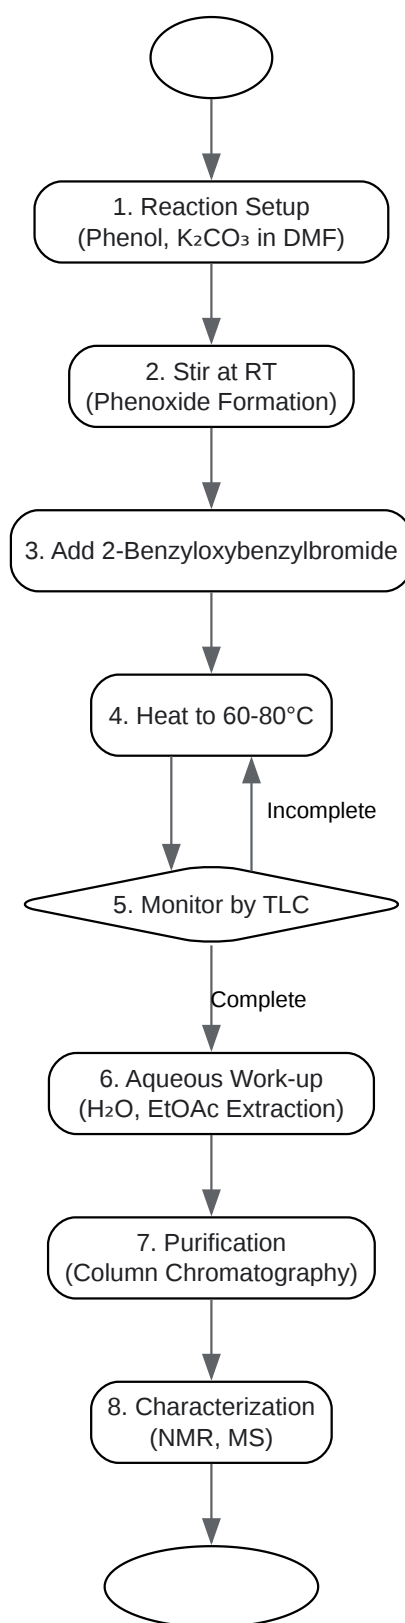 1. Reaction Setup
(Phenol, K₂CO₃ in DMF)
2. Stir at RT
(Phenoxide Formation)
3. Add 2-Benzyloxybenzylbromide
4. Heat to 60-80°C
Incomplete
5. Monitor by TLC
Complete
6. Aqueous Work-up
(H₂O, EtOAc Extraction)
7. Purification
(Column Chromatography)
8. Characterization
(NMR, MS)